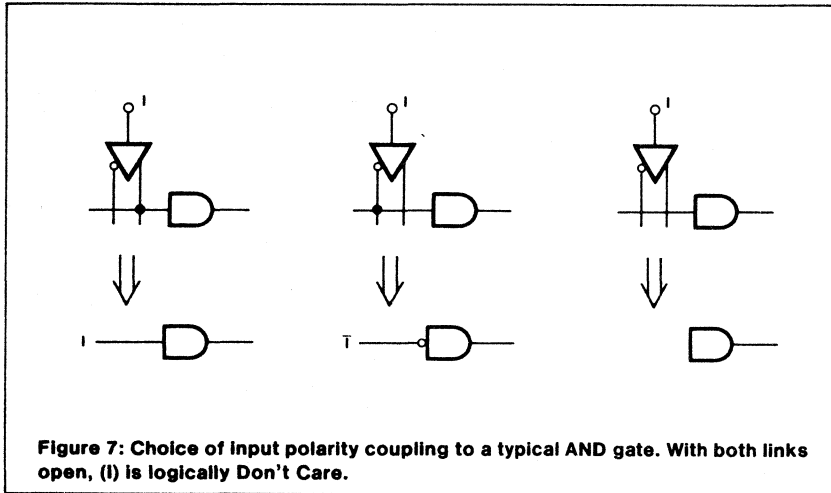 I I I
I Ī
Figure 7: Choice of input polarity coupling to a typical AND gate. With both links
open, (I) is logically Don't Care.